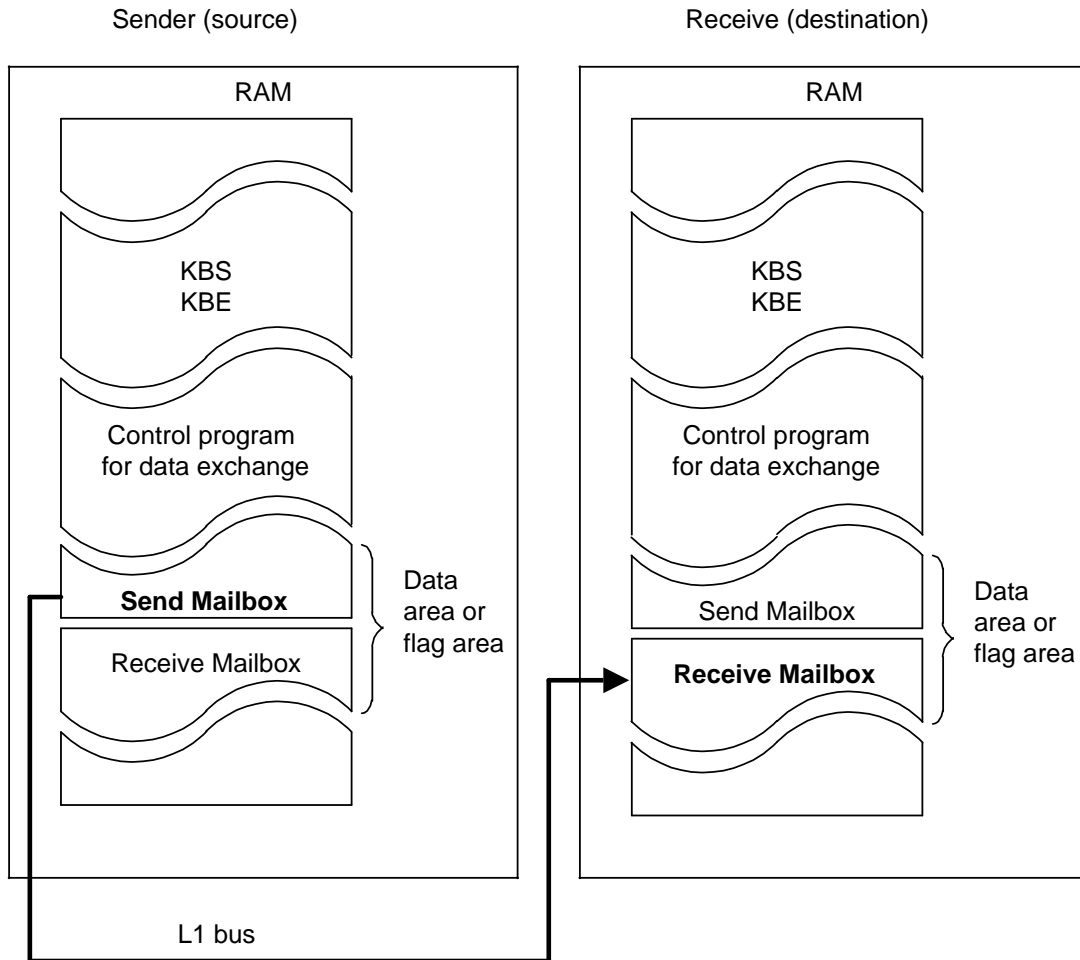 Sender (source)
Receive (destination)
RAM
RAM
KBS
KBE
KBS
KBE
Control program
for data exchange
Control program
for data exchange
Send Mailbox
Receive Mailbox
Data
area or
flag area
Send Mailbox
Receive Mailbox
Data
area or
flag area
L1 bus